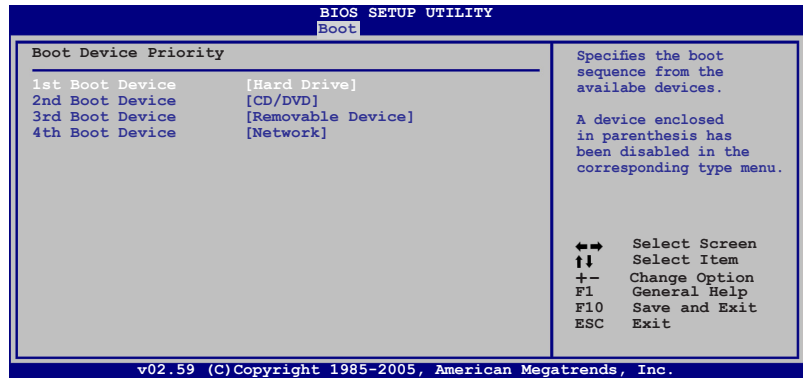 BIOS SETUP UTILITY
Boot
Boot Device Priority
1st Boot Device [Hard Drive]
2nd Boot Device [CD/DVD]
3rd Boot Device [Removable Device]
4th Boot Device [Network]
Specifies the boot
sequence from the
availabe devices.
A device enclosed
in parenthesis has
been disabled in the
corresponding type menu.
←→ Select Screen
↑↓ Select Item
+- Change Option
F1 General Help
F10 Save and Exit
ESC Exit
v02.59 (C)Copyright 1985-2005, American Megatrends, Inc.